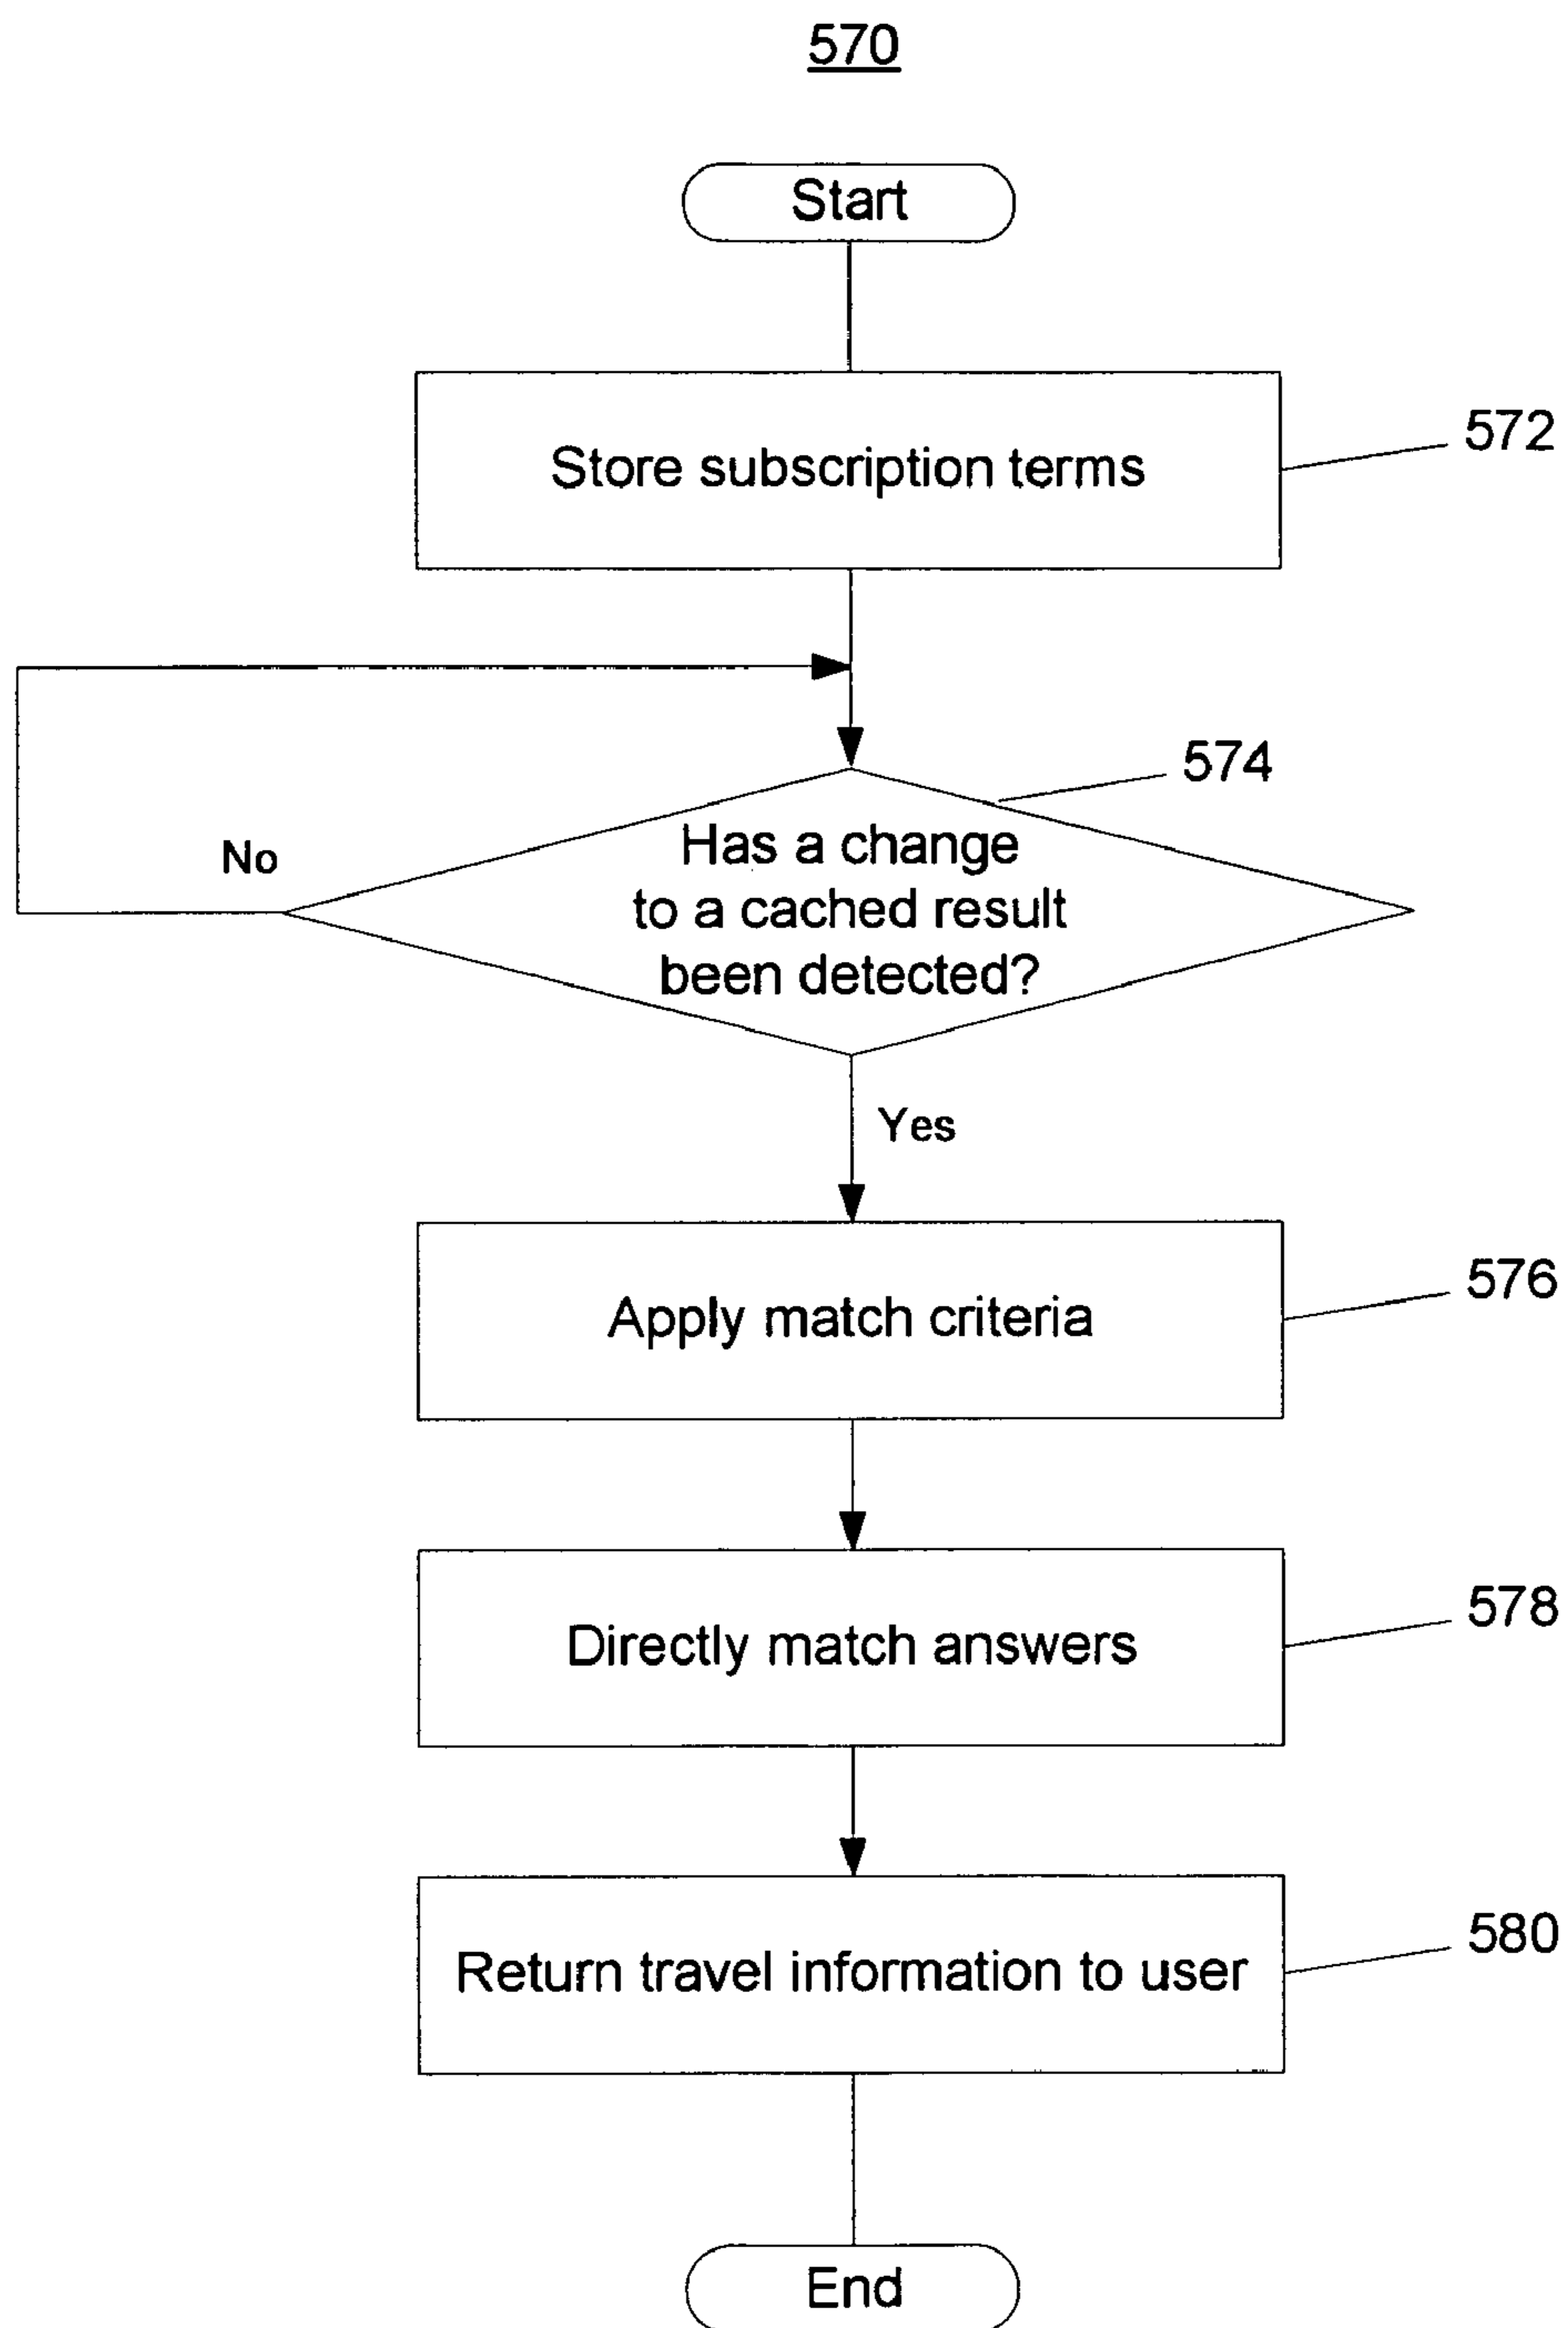 570
Start
Store subscription terms
572
574
Has a change
to a cached result
been detected?
No
Yes
Apply match criteria
576
Directly match answers
578
Return travel information to user
580
End